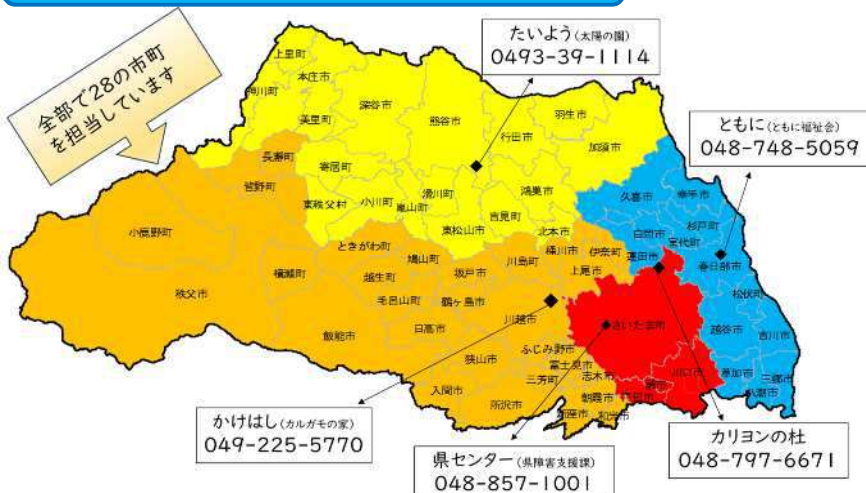 全部で28の市町
を担当しています
たいよう(太陽の園)
0493-39-1114
ともに(ともに福祉会)
048-748-5059
上里町
本庄市
神川町
美里町
深谷市
熊谷市
行田市
羽生市
加須市
長瀞町
皆野町
寄居町
東秩父村
小川町
嵐山町
滑川町
東松山市
吉見町
鴻巣市
北本市
久喜市
幸手市
白岡市
杉戸町
宮代町
蓮田市
春日部市
松伏町
越谷市
吉川市
草加市
三郷市
八潮市
小鹿野町
秩父市
横瀬町
ときがわ町
鳩山町
越生町
毛呂山町
坂戸市
鶴ヶ島市
川島町
桶川市
伊奈町
上尾市
川越市
飯能市
日高市
狭山市
入間市
所沢市
ふじみ野市
富士見市
三芳町
志木市
朝霞市
新座市
和光市
さいたま市
川口市
蕨市
戸田市
かけはし(カルガモの家)
049-225-5770
県センター(県障害支援課)
048-857-1001
カリヨンの杜
048-797-6671